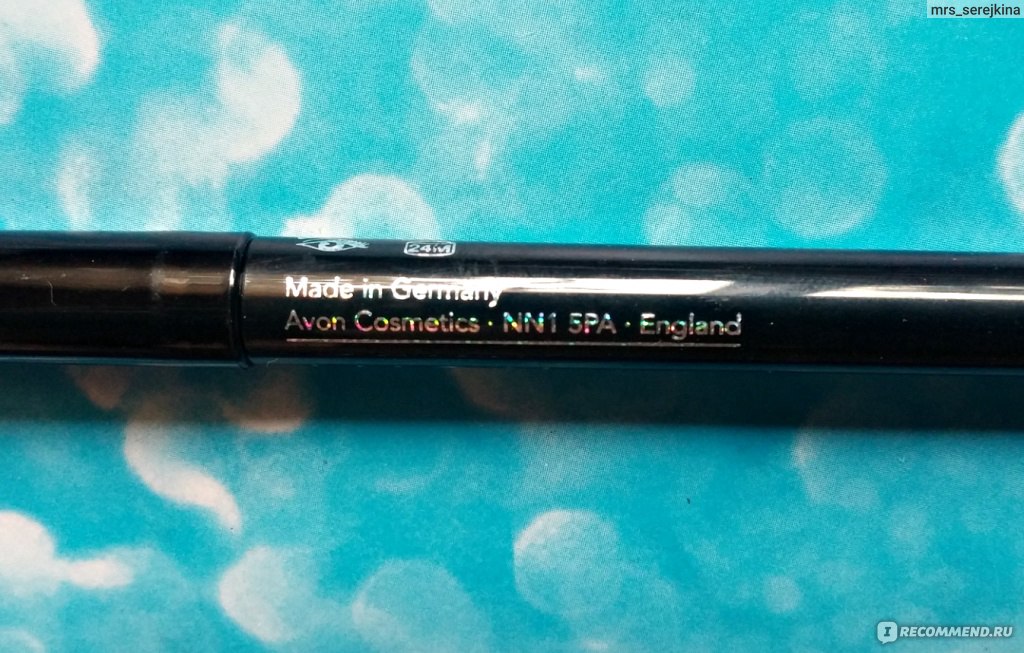 mrs_serejkina
24M
Made in Germany
Avon Cosmetics · NN1 5PA · England
I RECOMMEND.RU